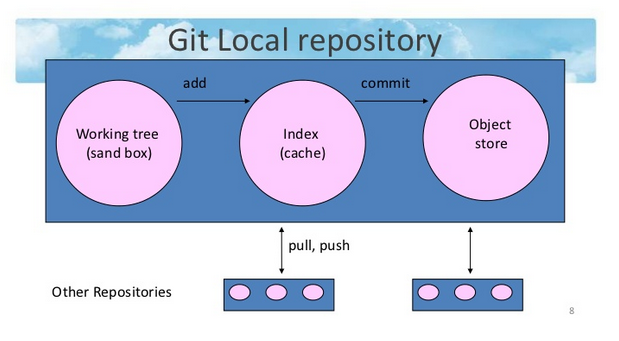 Git Local repository
add
commit
Working tree
(sand box)
Index
(cache)
Object
store
pull, push
Other Repositories
8